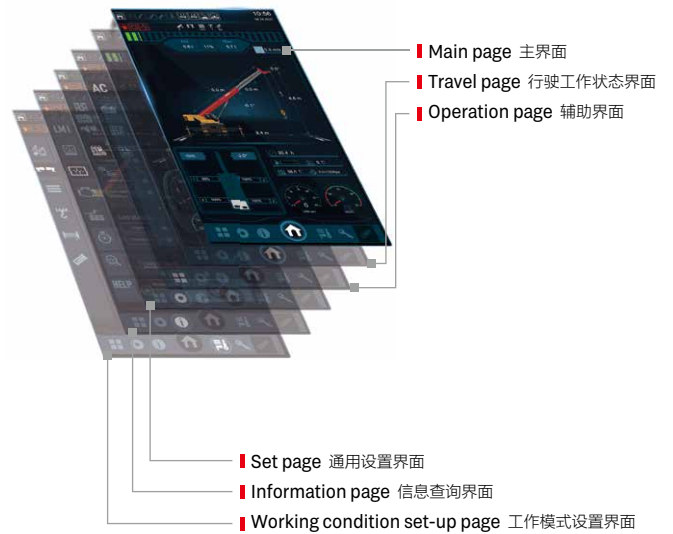 10:56
AC
LMI
HELP
Main page 主界面
Travel page 行驶工作状态界面
Operation page 辅助界面
Set page 通用设置界面
Information page 信息查询界面
Working condition set-up page 工作模式设置界面